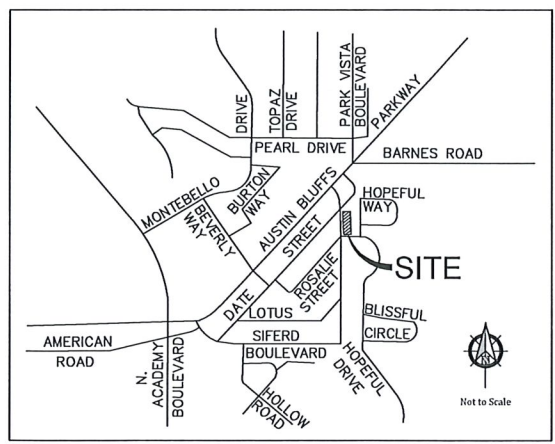 DRIVE
TOPAZ
DRIVE
PARK VISTA
BOULEVARD
PARKWAY
PEARL DRIVE
BARNES ROAD
MONTEBELLO
BURTON
WAY
BEVERLY
WAY
AUSTIN BLUFFS
STREET
HOPEFUL
WAY
SITE
ROSALIE
STREET
DATE
LOTUS
BLISSFUL
CIRCLE
SIFERD
BOULEVARD
AMERICAN
ROAD
N.
ACADEMY
BOULEVARD
HOLLOW
ROAD
HOPEFUL
DRIVE
N
Not to Scale